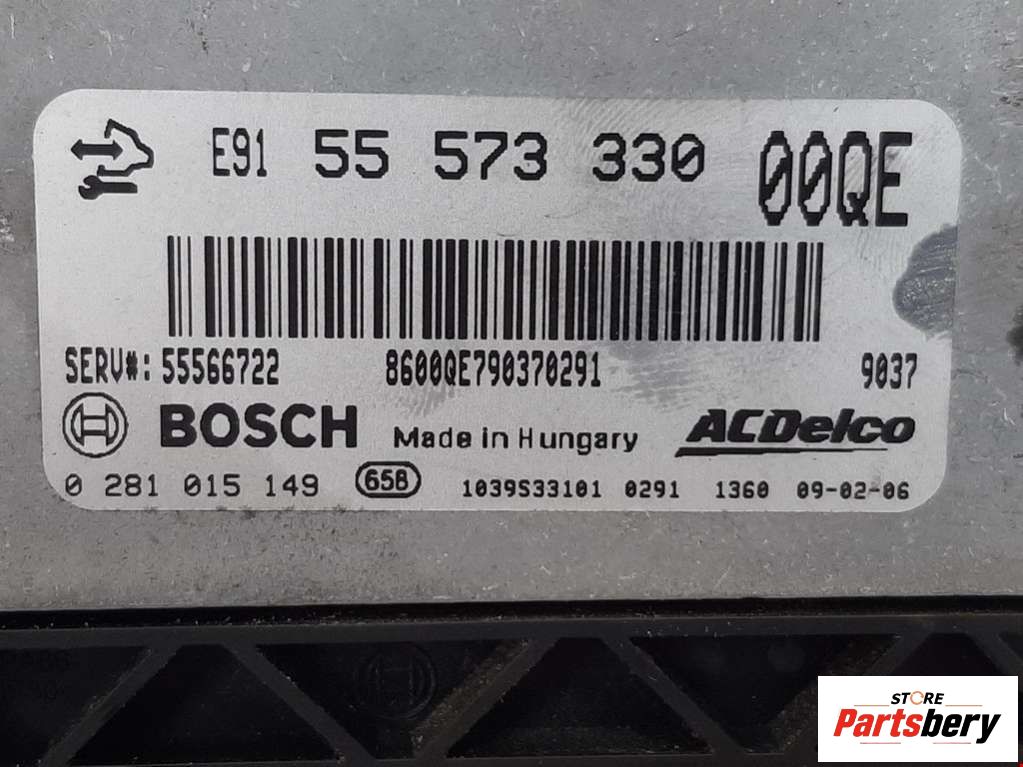 E91 55 573 330 00QE
SERV#: 55566722 8600QE790370291 9037
BOSCH Made in Hungary ACDelco
0 281 015 149 65B 1039S33101 0291 1360 09-02-06
STORE
Partsbery